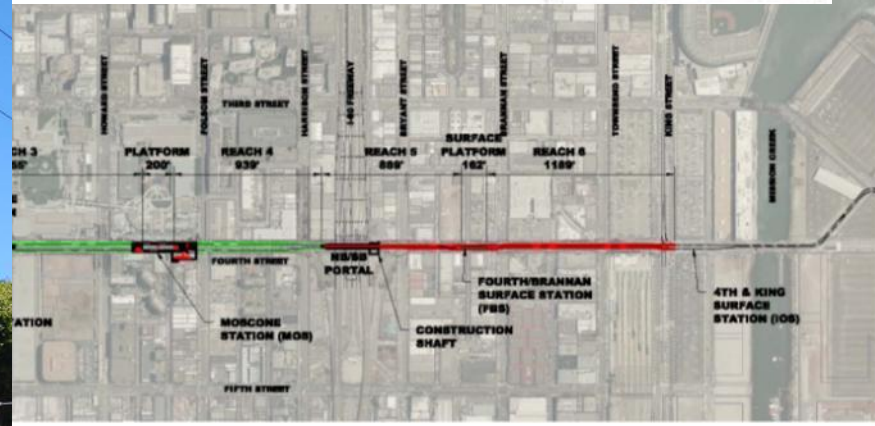 HOWARD STREET
FOLSOM STREET
HARRISON STREET
I-80 FREEWAY
BRYANT STREET
BRANNAN STREET
TOWNSEND STREET
KING STREET
MISSION CREEK
THIRD STREET
CH 3
PLATFORM
200'
REACH 4
939'
REACH 5
889'
SURFACE
PLATFORM
162'
REACH 6
1189'
FOURTH STREET
NB/SB
PORTAL
FOURTH/BRANNAN
SURFACE STATION
(FBS)
4TH & KING
SURFACE
STATION (IOS)
TATION
MOSCONE
STATION (MOS)
CONSTRUCTION
SHAFT
FIFTH STREET